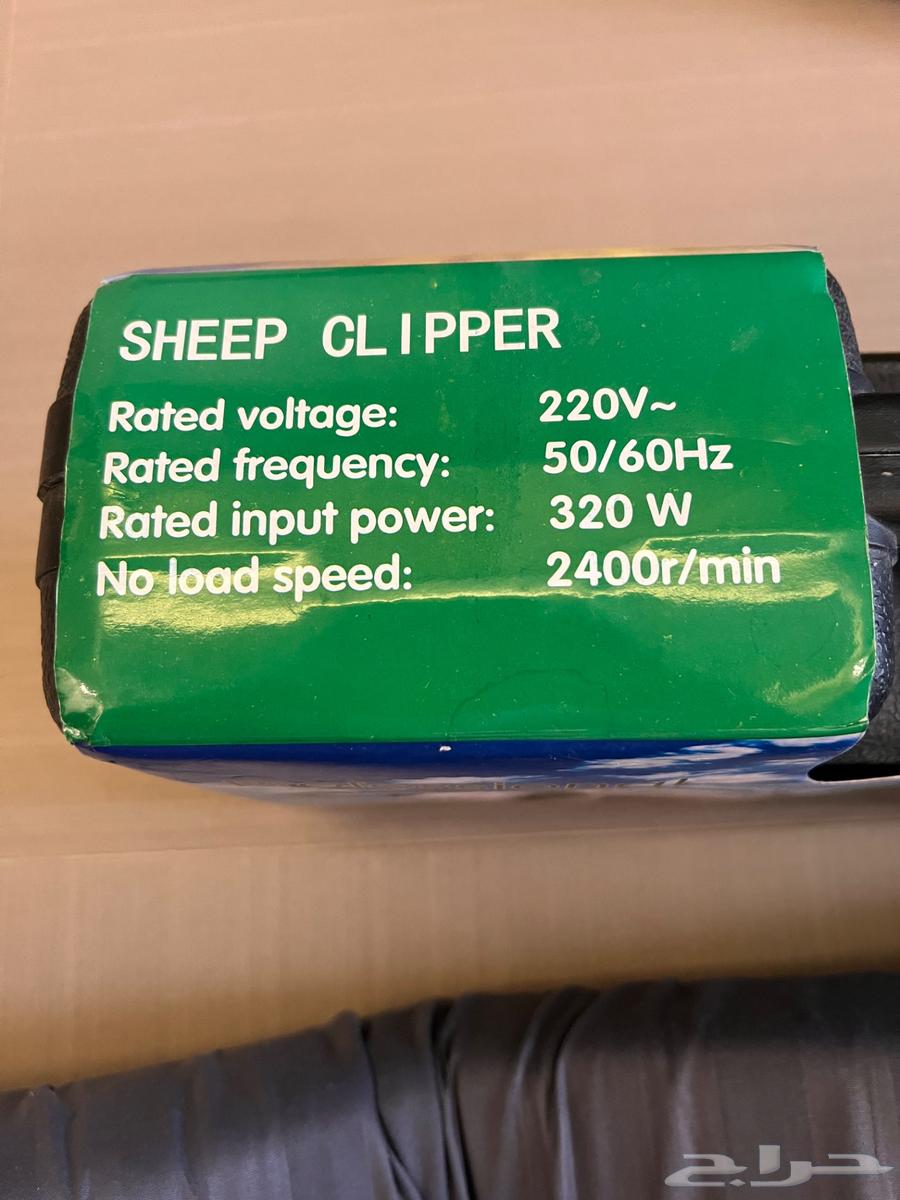 SHEEP CLIPPER
Rated voltage: 220V~
Rated frequency: 50/60Hz
Rated input power: 320 W
No load speed: 2400r/min
حراج